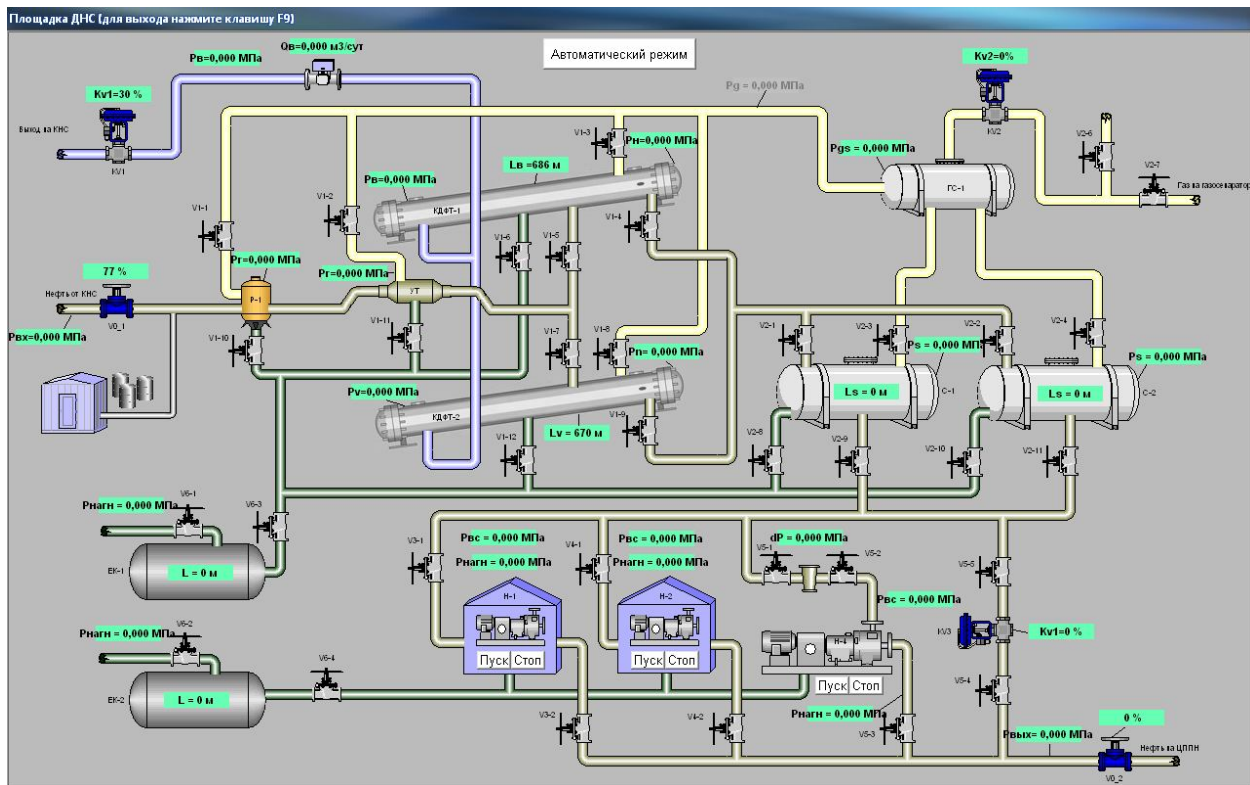 Площадка ДНС (для выхода нажмите клавишу F9)
Qв=0,000 м3/сут
Pв=0,000 МПа
Автоматический режим
Kv2=0%
Kv1=30 %
Pg = 0,000 МПа
Выход на КНС
KV1
KV2
V1-3
Pн=0,000 МПа
V2-6
Pgs = 0,000 МПа
Lв =686 м
V2-7
Pв=0,000 МПа
ГС-1
Газ на газосепаратор
V1-1
V1-2
КДФТ-1
V1-4
V1-6
V1-5
Pг=0,000 МПа
Pг=0,000 МПа
77 %
Нефть от КНС
Р-1
УТ
V0_1
V1-11
Pвх=0,000 МПа
V1-10
V1-7
V1-8
V2-1
V2-3
V2-2
V2-4
Pn= 0,000 МПа
Ps = 0,000 МПа
Ps = 0,000 МПа
Pv=0,000 МПа
Ls = 0 м
С-1
Ls = 0 м
С-2
КДФТ-2
V1-9
Lv = 670 м
V1-12
V2-8
V2-9
V2-10
V2-11
V6-1
Pнагн = 0,000 МПа
V6-3
V3-1
Pвс = 0,000 МПа
V4-1
Pвс = 0,000 МПа
dP = 0,000 МПа
V5-1
V5-2
Pнагн = 0,000 МПа
Pнагн = 0,000 МПа
ЕК-1
L = 0 м
V5-5
Н-1
Н-2
Pвс = 0,000 МПа
V6-2
Pнагн = 0,000 МПа
KV3
Kv1=0 %
Н-4
V6-4
Пуск Стоп
Пуск Стоп
Пуск Стоп
V5-4
ЕК-2
L = 0 м
Pнагн = 0,000 МПа
V3-2
V4-2
V5-3
0 %
Pвых= 0,000 МПа
Нефть на ЦППН
V0_2